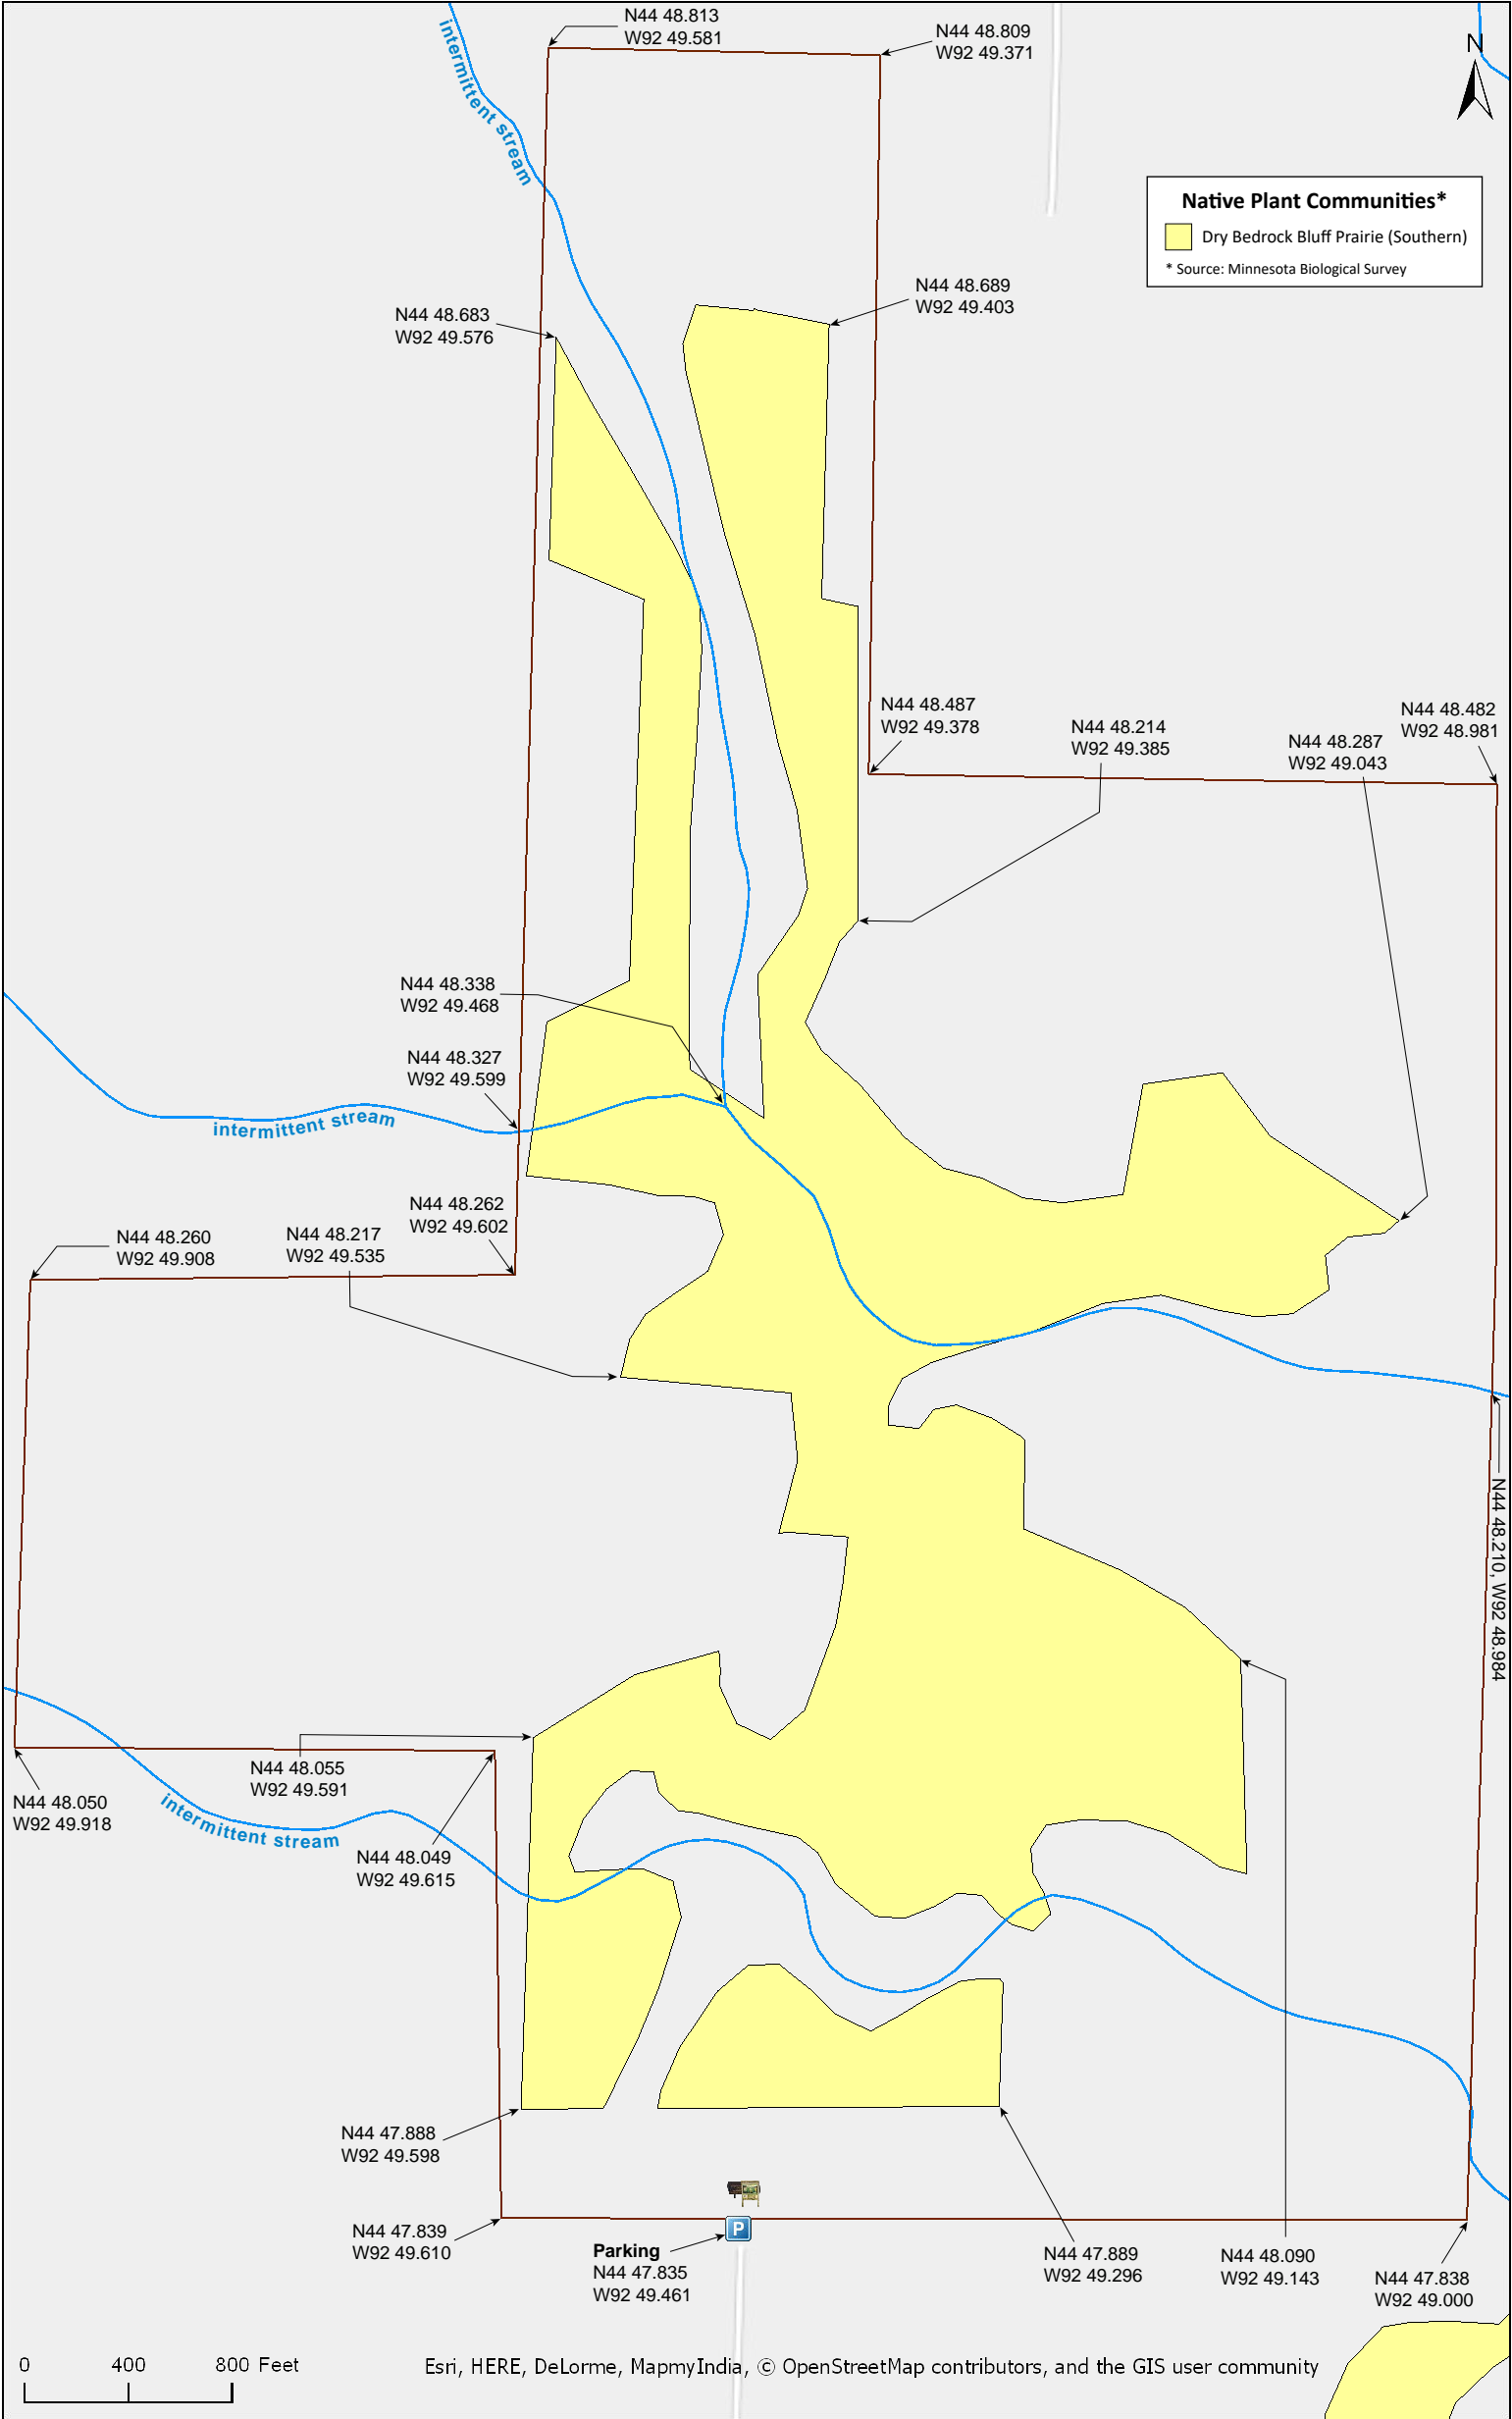 N44 48.813
W92 49.581
N44 48.809
W92 49.371
N
intermittent stream
Native Plant Communities*
Dry Bedrock Bluff Prairie (Southern)
* Source: Minnesota Biological Survey
N44 48.689
W92 49.403
N44 48.683
W92 49.576
N44 48.487
W92 49.378
N44 48.214
W92 49.385
N44 48.287
W92 49.043
N44 48.482
W92 48.981
N44 48.338
W92 49.468
N44 48.327
W92 49.599
intermittent stream
N44 48.262
W92 49.602
N44 48.260
W92 49.908
N44 48.217
W92 49.535
N44 48.210, W92 48.984
N44 48.055
W92 49.591
N44 48.050
W92 49.918
intermittent stream
N44 48.049
W92 49.615
N44 47.888
W92 49.598
N44 47.839
W92 49.610
P
Parking
N44 47.835
W92 49.461
N44 47.889
W92 49.296
N44 48.090
W92 49.143
N44 47.838
W92 49.000
0 400 800 Feet
Esri, HERE, DeLorme, MapmyIndia, © OpenStreetMap contributors, and the GIS user community